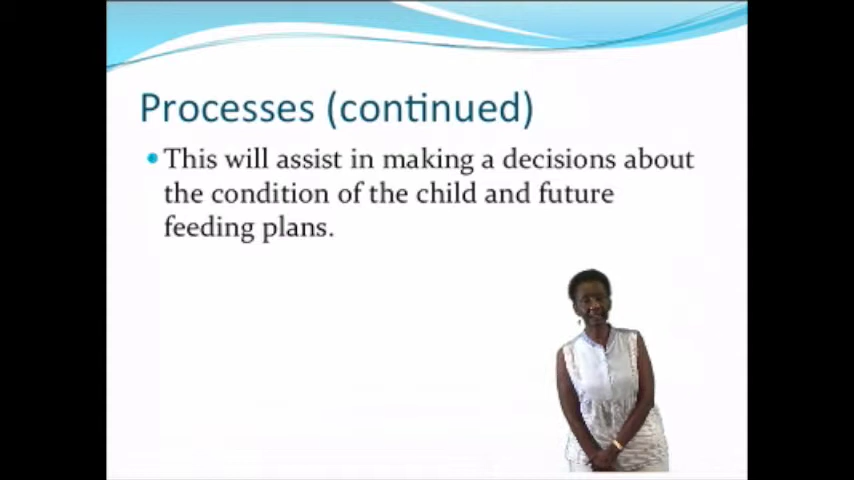 Processes (continued)
• This will assist in making a decisions about
the condition of the child and future
feeding plans.